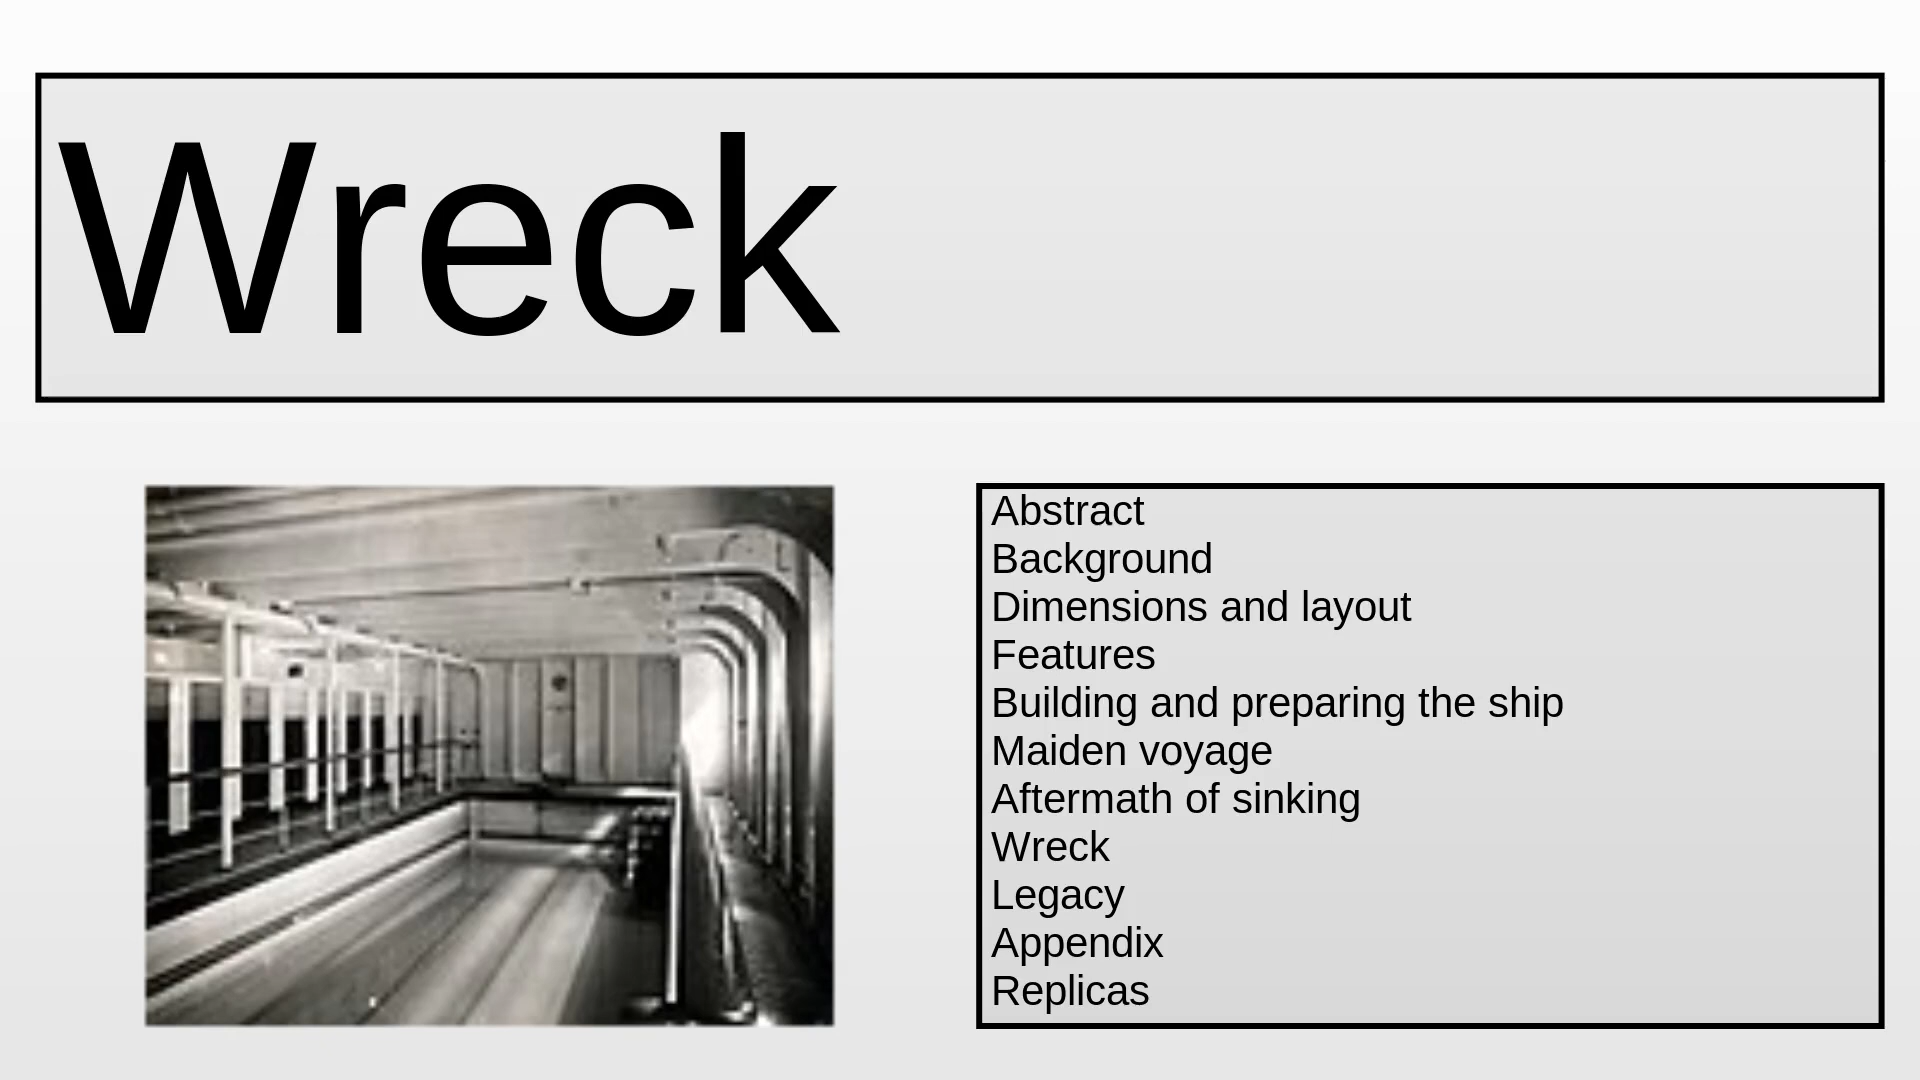 Wreck
Abstract
Background
Dimensions and layout
Features
Building and preparing the ship
Maiden voyage
Aftermath of sinking
Wreck
Legacy
Appendix
Replicas